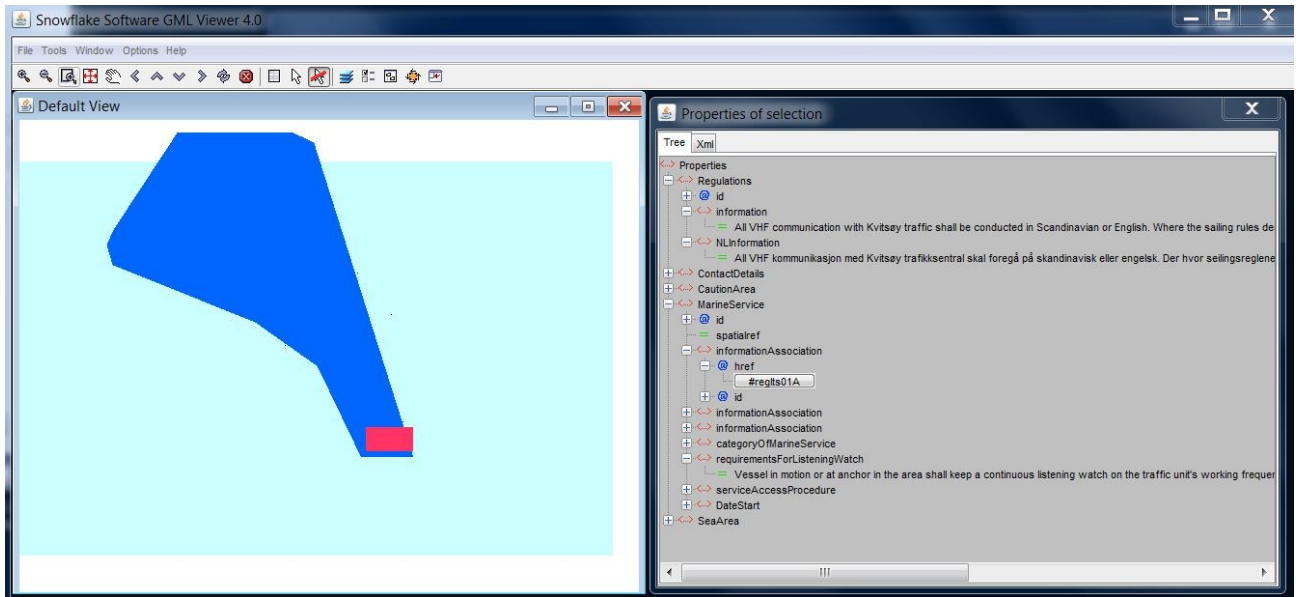 Snowflake Software GML Viewer 4.0
File Tools Window Options Help
Default View
Properties of selection
Tree Xml
Properties
Regulations
id
information
All VHF communication with Kvitsøy traffic shall be conducted in Scandinavian or English. Where the sailing rules de
NLInformation
All VHF kommunikasjon med Kvitsøy trafikksentral skal foregå på skandinavisk eller engelsk. Der hvor seilingsreglene
ContactDetails
CautionArea
MarineService
id
spatialref
informationAssociation
href
#reglts01A
id
informationAssociation
informationAssociation
categoryOfMarineService
requirementsForListeningWatch
Vessel in motion or at anchor in the area shall keep a continuous listening watch on the traffic unit's working frequer
serviceAccessProcedure
DateStart
SeaArea